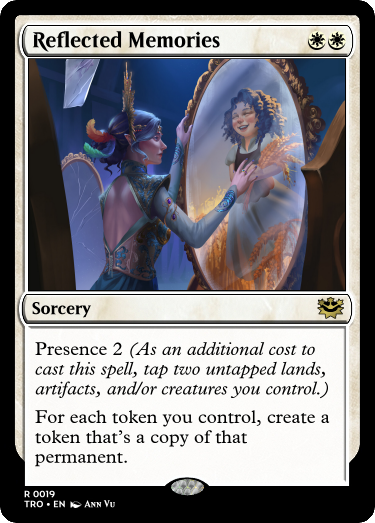 Reflected Memories
Sorcery
Presence 2 (As an additional cost to
cast this spell, tap two untapped lands,
artifacts, and/or creatures you control.)
For each token you control, create a
token that's a copy of that
permanent.
R 0019
TRO • EN Ann Vu